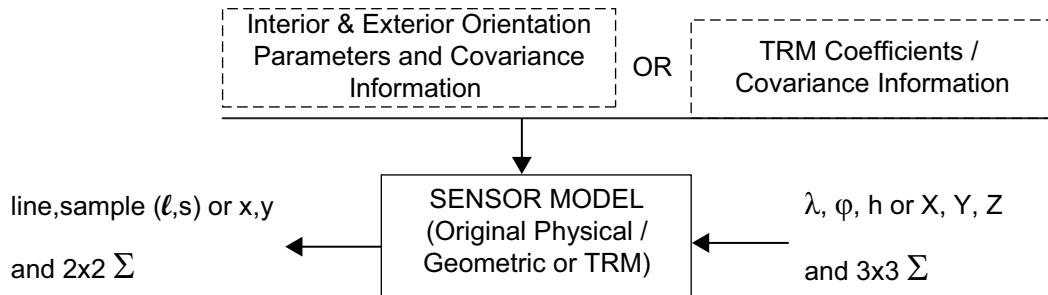 Interior & Exterior Orientation
Parameters and Covariance
Information
OR
TRM Coefficients /
Covariance Information
line,sample (ℓ,s) or x,y
and 2x2 Σ
SENSOR MODEL
(Original Physical /
Geometric or TRM)
λ, φ, h or X, Y, Z
and 3x3 Σ